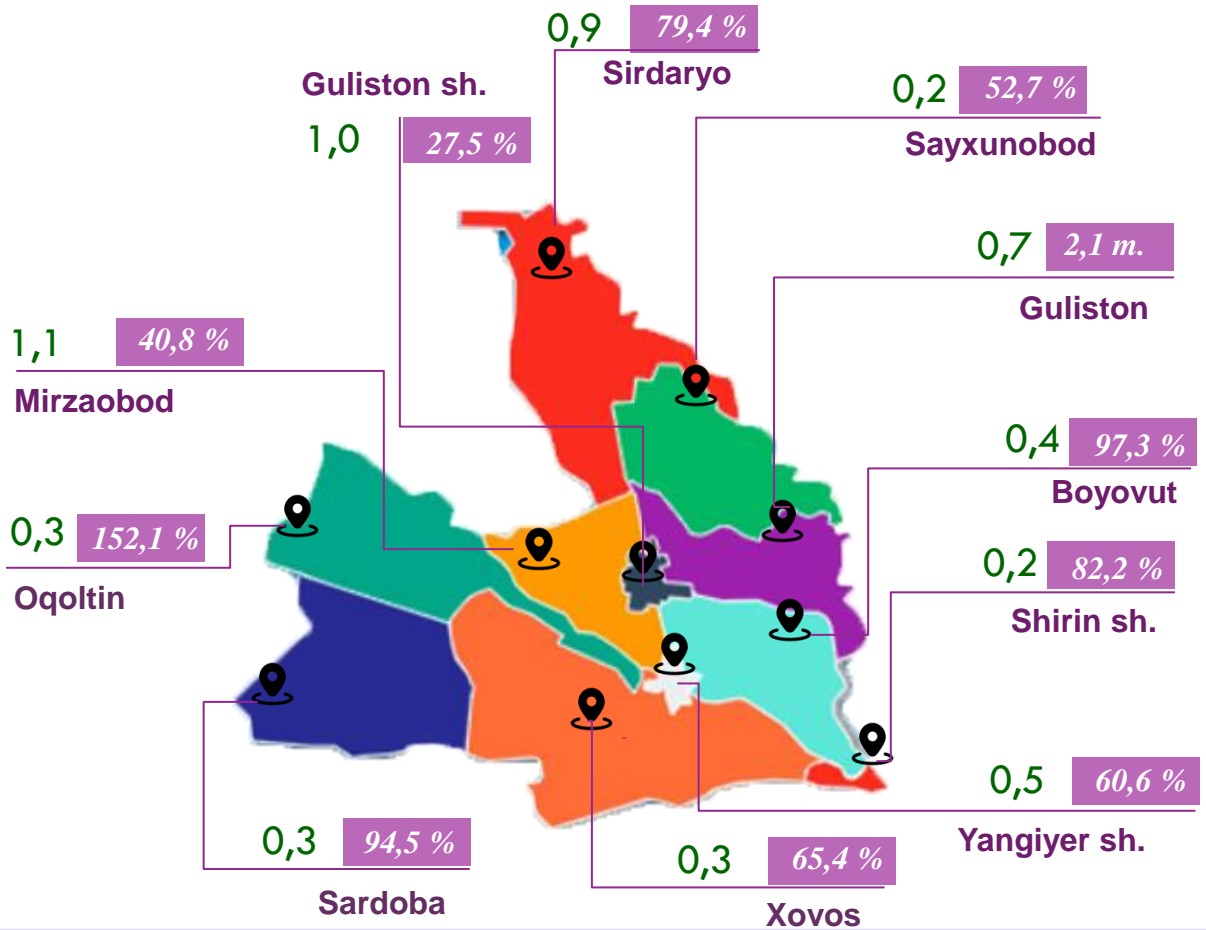 0,9 79,4 %
Sirdaryo
Guliston sh.
1,0 27,5 %
0,2 52,7 %
Sayxunobod
0,7 2,1 m.
Guliston
1,1 40,8 %
Mirzaobod
0,4 97,3 %
Boyovut
0,3 152,1 %
Oqoltin
0,2 82,2 %
Shirin sh.
0,5 60,6 %
Yangiyer sh.
0,3 94,5 %
Sardoba
0,3 65,4 %
Xovos